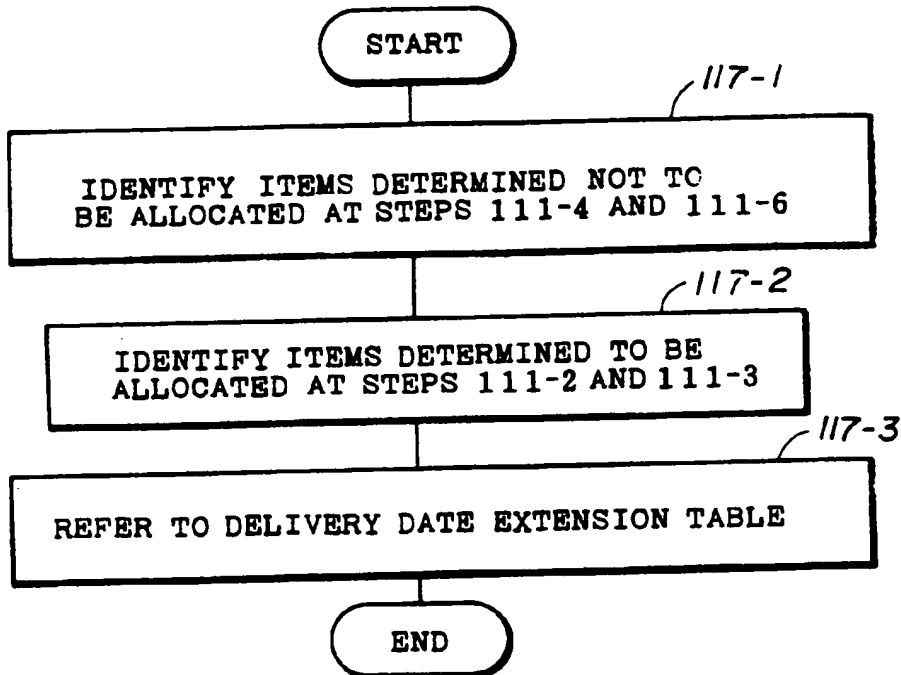 START
117-1
IDENTIFY ITEMS DETERMINED NOT TO
BE ALLOCATED AT STEPS 111-4 AND 111-6
117-2
IDENTIFY ITEMS DETERMINED TO BE
ALLOCATED AT STEPS 111-2 AND 111-3
117-3
REFER TO DELIVERY DATE EXTENSION TABLE
END